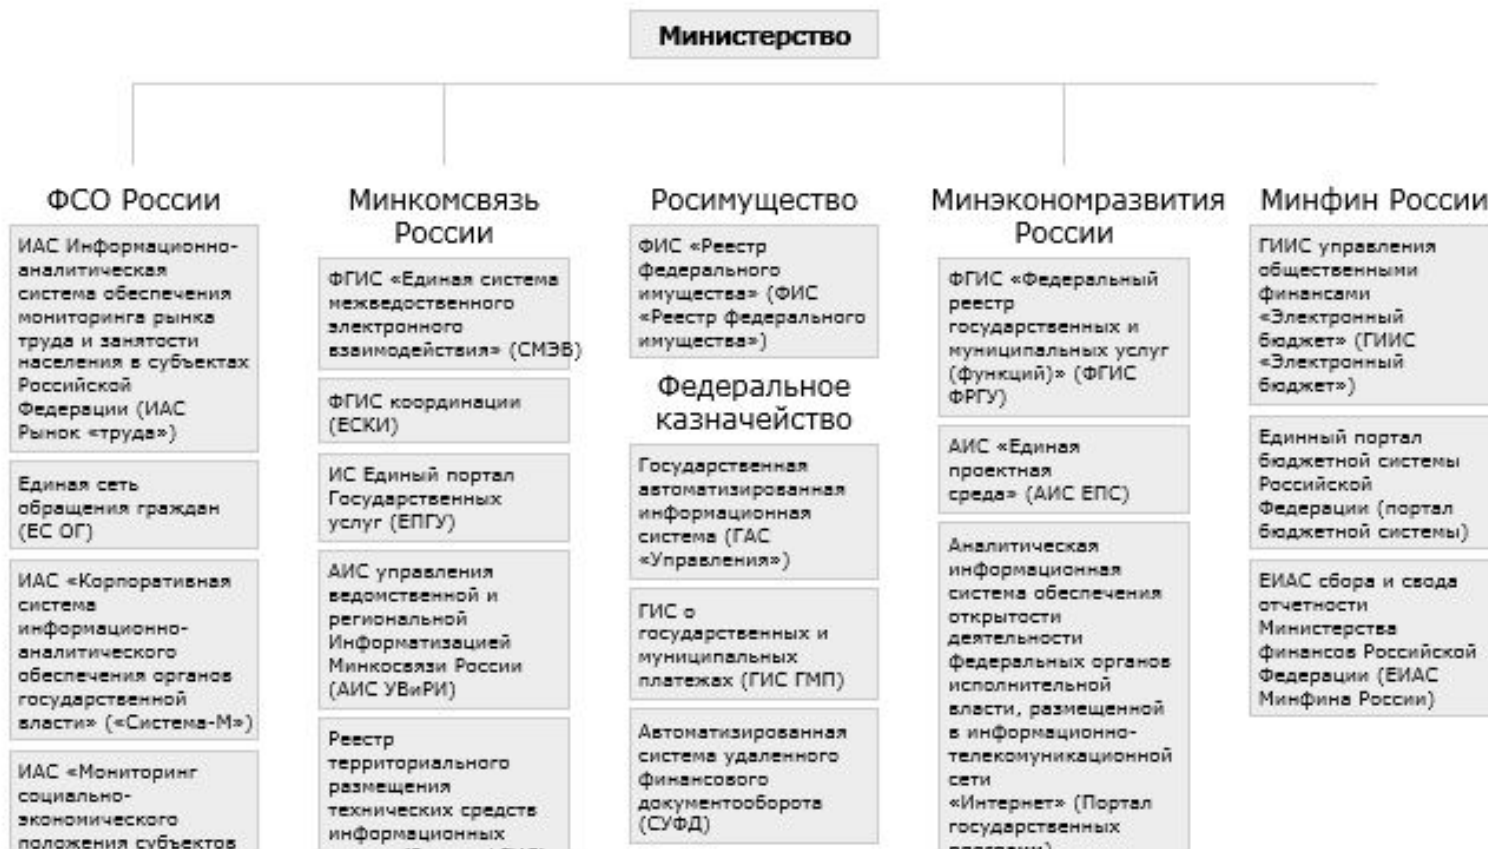 Министерство
ФСО России
ИАС Информационно-
аналитическая
система обеспечения
мониторинга рынка
труда и занятости
населения в субъектах
Российской
Федерации (ИАС
Рынок «труда»)
Единая сеть
обращения граждан
(ЕС ОГ)
ИАС «Корпоративная
система
информационно-
аналитического
обеспечения органов
государственной
власти» («Система-М»)
ИАС «Мониторинг
социально-
экономического
положения субъектов
Минкомсвязь
России
ФГИС «Единая система
межведоственного
электронного
взаимодействия» (СМЭВ)
ФГИС координации
(ЕСКИ)
ИС Единый портал
Государственных
услуг (ЕПГУ)
АИС управления
ведомственной и
региональной
Информатизацией
Минкосвязи России
(АИС УВиРИ)
Реестр
территориального
размещения
технических средств
информационных
Росимущество
ФИС «Реестр
федерального
имущества» (ФИС
«Реестр федерального
имущества»)
Федеральное
казначейство
Государственная
автоматизированная
информационная
система (ГАС
«Управления»)
ГИС о
государственных и
муниципальных
платежах (ГИС ГМП)
Автоматизированная
система удаленного
финансового
документооборота
(СУФД)
Минэкономразвития
России
ФГИС «Федеральный
реестр
государственных и
муниципальных услуг
(функций)» (ФГИС
ФРГУ)
АИС «Единая
проектная
среда» (АИС ЕПС)
Аналитическая
информационная
система обеспечения
открытости
деятельности
федеральных органов
исполнительной
власти, размещенной
в информационно-
телекомуникационной
сети
«Интернет» (Портал
государственных
Минфин России
ГИИС управления
общественными
финансами
«Электронный
бюджет» (ГИИС
«Электронный
бюджет»)
Единный портал
бюджетной системы
Российской
Федерации (портал
бюджетной системы)
ЕИАС сбора и свода
отчетности
Министерства
финансов Российской
Федерации (ЕИАС
Минфина России)